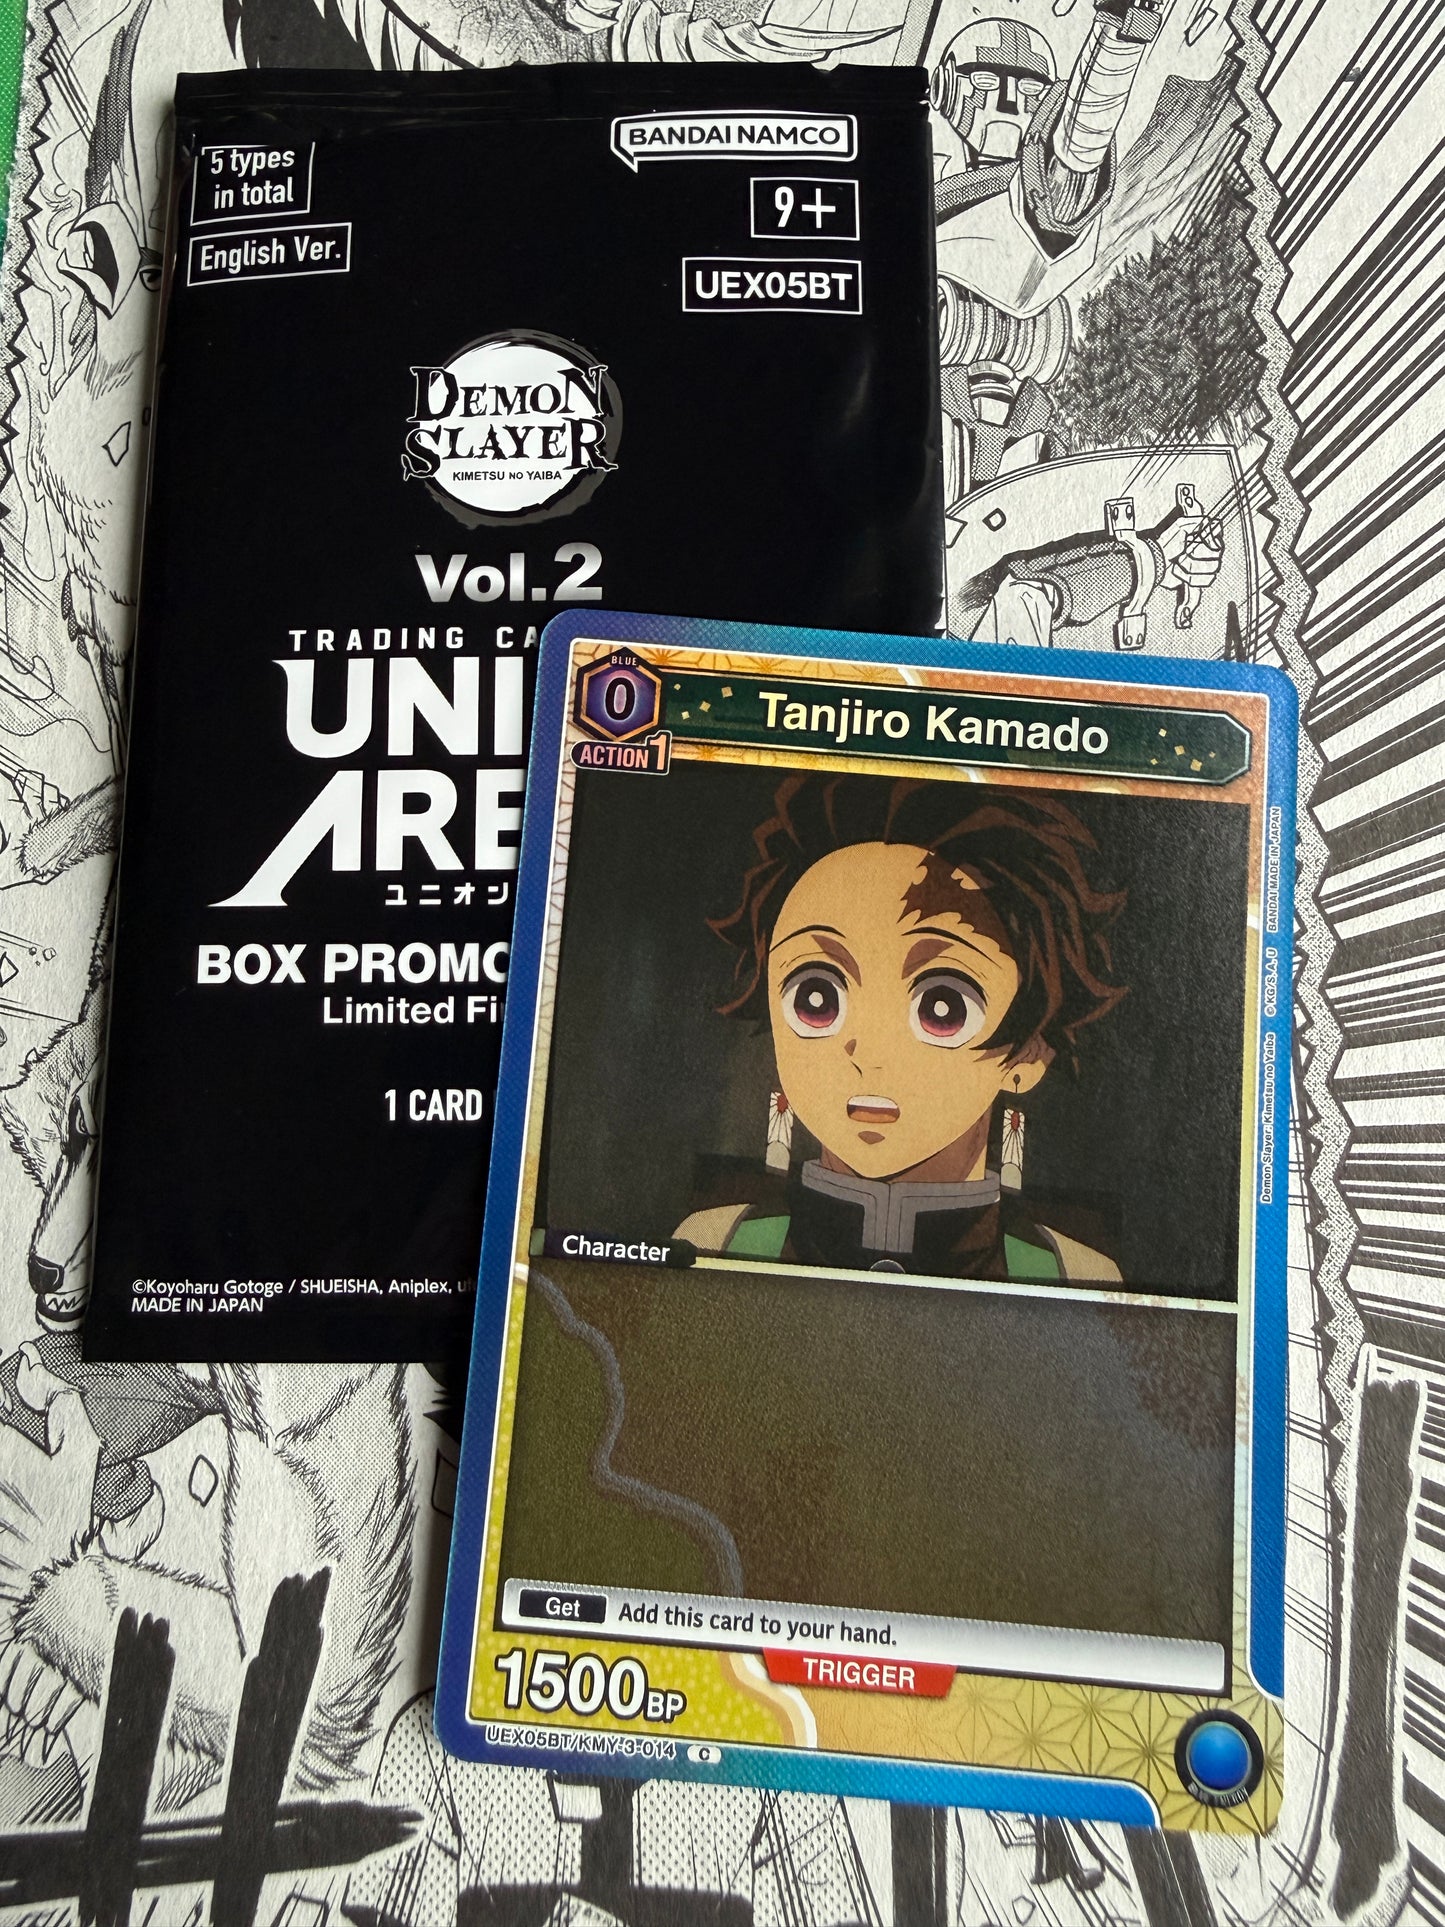 5 types
in total
English Ver.
BANDAI NAMCO
9+
UEX05BT
DEMON
SLAYER
KIMETSU NO YAIBA
Vol.2
TRADING CA
UNI
ARE
ユニオン
BOX PROMO
Limited Fi
1 CARD
©Koyoharu Gotoge / SHUEISHA, Aniplex, uf
MADE IN JAPAN
BLUE
0
ACTION 1
Tanjiro Kamado
Demon Slayer: Kimetsu no Yaiba ©KG/S,A,U BANDAI MADE IN JAPAN
Character
Get Add this card to your hand.
TRIGGER
1500BP
UEX05BT/KMY-3-014 C